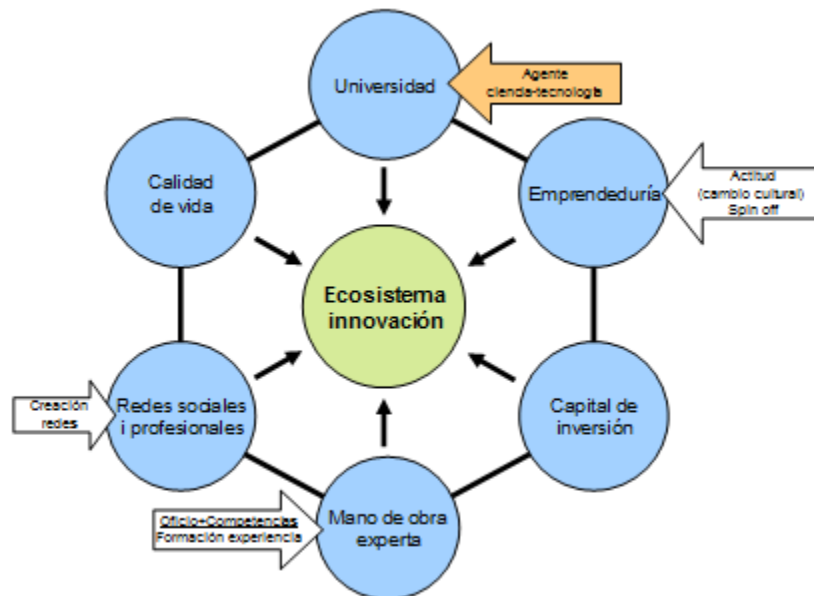 Universidad
Agente
ciencia-tecnología
Calidad
de vida
Emprendeduría
Actitud
(cambio cultural)
Spin off
Ecosistema
innovación
Creación
redes
Redes sociales
i profesionales
Capital de
inversión
Oficio+Competencias
Formación experiencia
Mano de obra
experta